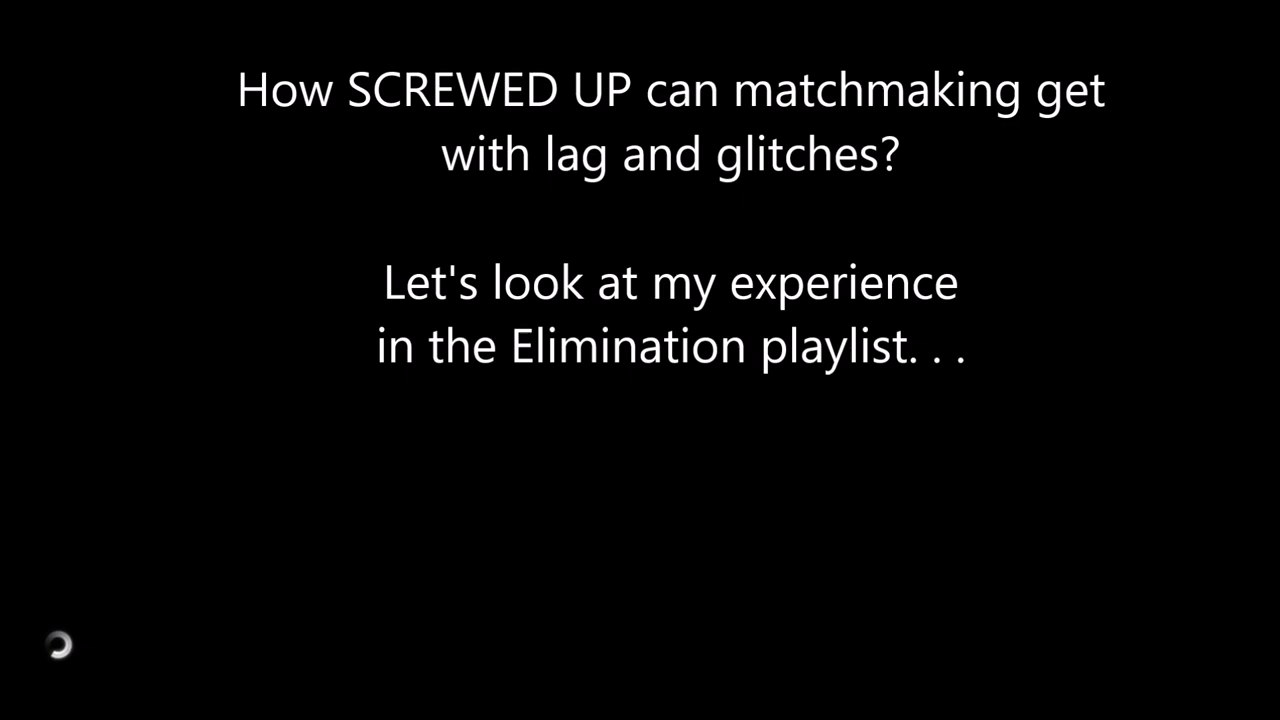 How SCREWED UP can matchmaking get
with lag and glitches?
Let's look at my experience
in the Elimination playlist. . .